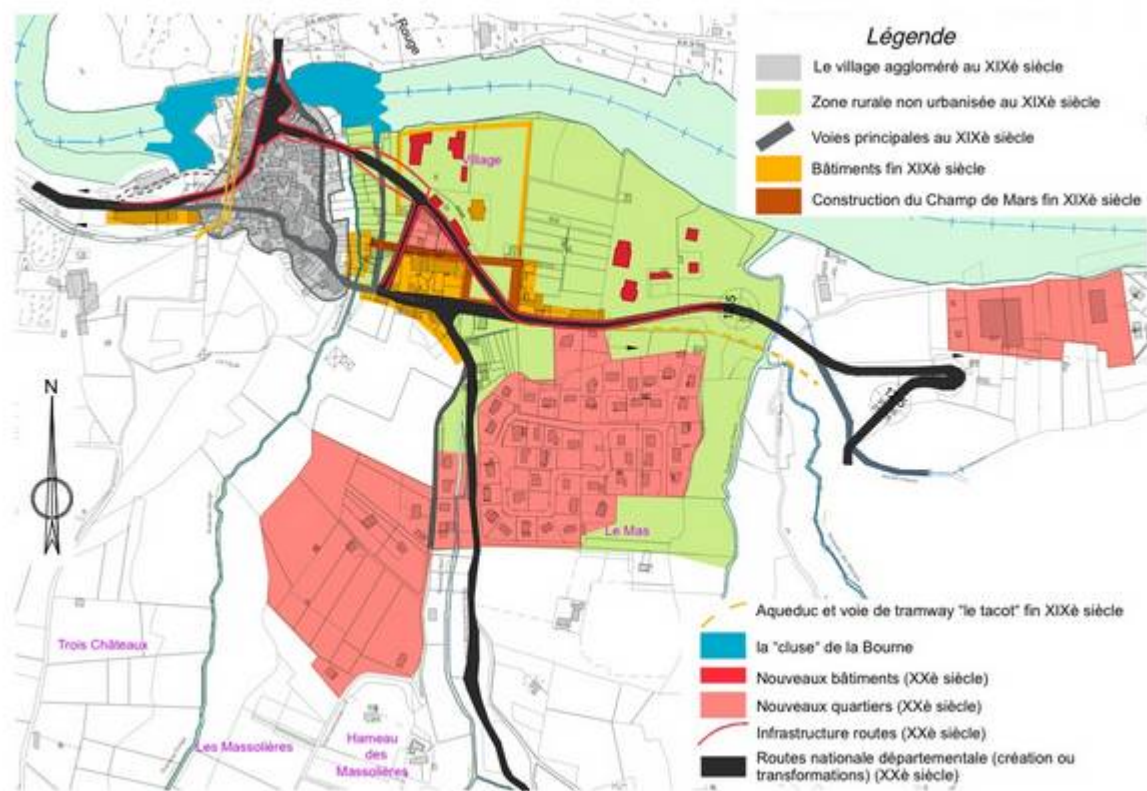 Légende
Le village aggloméré au XIXè siècle
Zone rurale non urbanisée au XIXè siècle
Voies principales au XIXè siècle
Bâtiments fin XIXè siècle
Construction du Champ de Mars fin XIXè siècle
Rouge
Village
N
Le Mas
Trois Châteaux
Les Massolières
Hameau
des
Massolières
Aqueduc et voie de tramway "le tacot" fin XIXè siècle
la "cluse" de la Bourne
Nouveaux bâtiments (XXè siècle)
Nouveaux quartiers (XXè siècle)
Infrastructure routes (XXè siècle)
Routes nationale départementale (création ou
transformations) (XXè siècle)